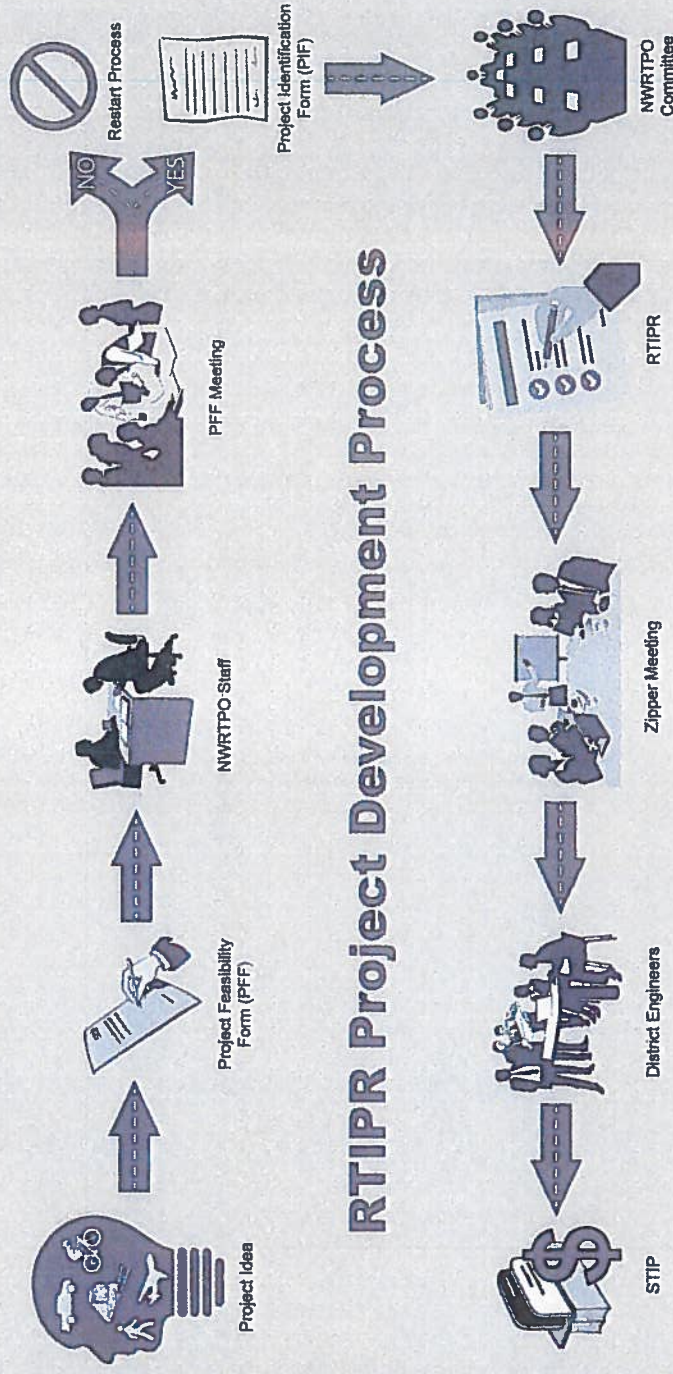 RTIPR Project Development Process
Project Idea
Project Feasibility
Form (PFF)
NWRTPO Staff
PFF Meeting
NO
YES
Restart Process
Project Identification
Form (PIF)
NWRTPO
Committee
RTIPR
Zipper Meeting
District Engineers
STIP
$